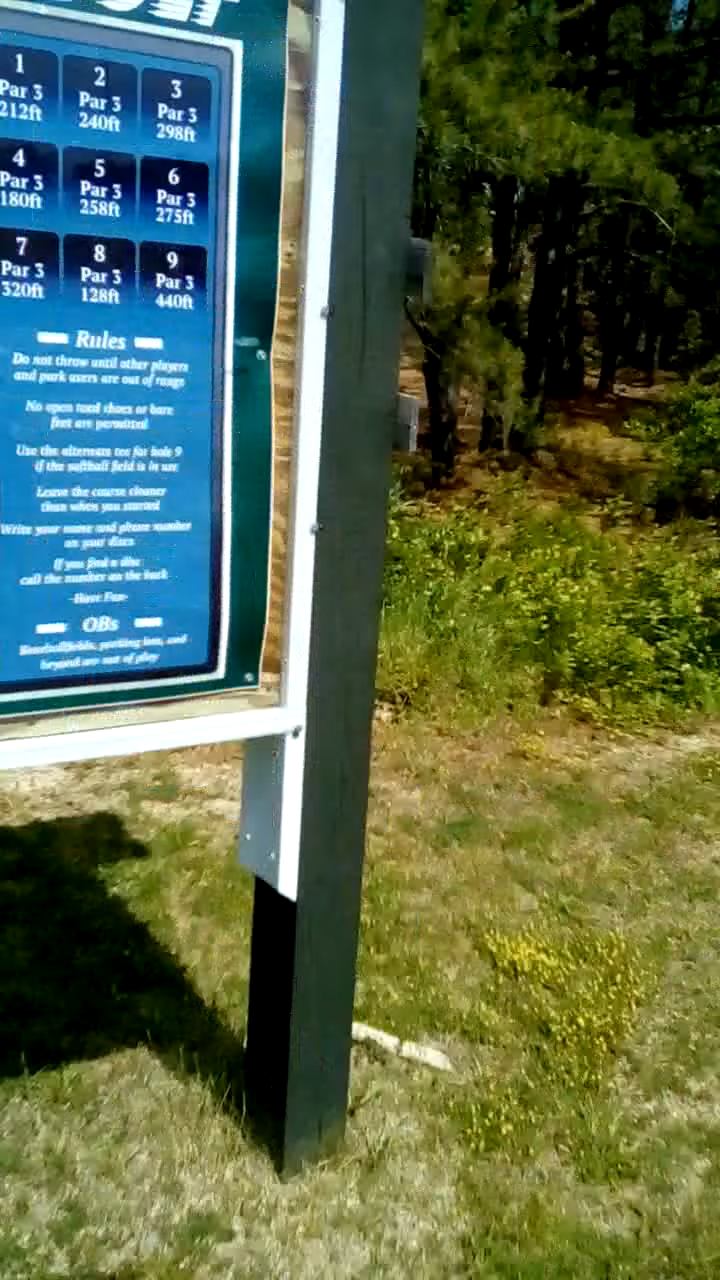 1
Par 3
212ft
2
Par 3
240ft
3
Par 3
298ft
4
Par 3
180ft
5
Par 3
258ft
6
Par 3
275ft
7
Par 3
320ft
8
Par 3
128ft
9
Par 3
440ft
Rules
Do not throw until other players
and park users are out of range
No open toed shoes or bare
feet are permitted
Use the alternate tee for hole 9
if the softball field is in use
Leave the course cleaner
than when you started
Write your name and phone number
on your discs
If you find a disc
call the number on the back
-Have Fun-
OBs
Baseball fields, parking lots, and
beyond are out of play